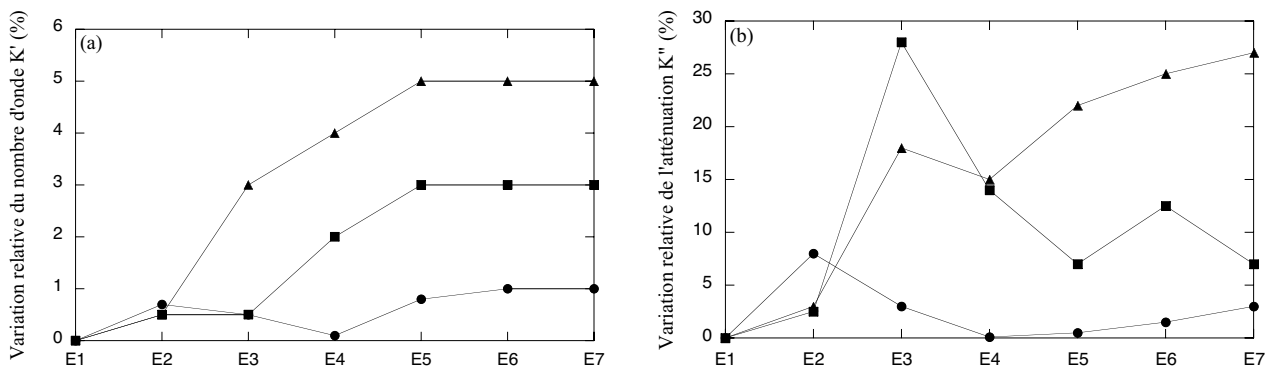 Variation relative du nombre d'onde K' (%)
(a)
6
5
4
3
2
1
0
E1 E2 E3 E4 E5 E6 E7
Variation relative de l'atténuation K'' (%)
(b)
30
25
20
15
10
5
0
E1 E2 E3 E4 E5 E6 E7